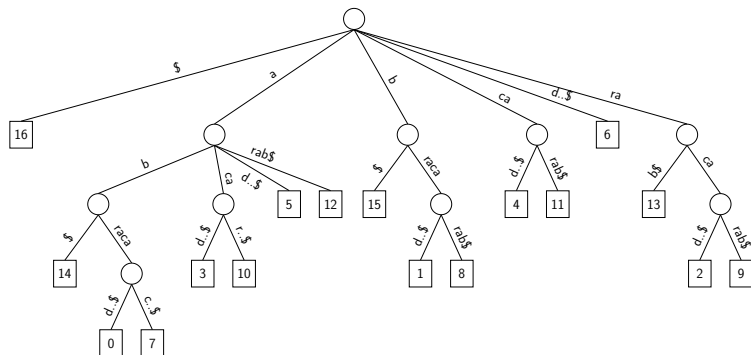 $
a
b
ca
d..$
ra
16
6
b
ca
d..$
rab$
$
raca
d..$
rab$
b$
ca
5
12
15
4
11
13
$
raca
d..$
r..$
d..$
rab$
d..$
rab$
14
3
10
1
8
2
9
d..$
c..$
0
7